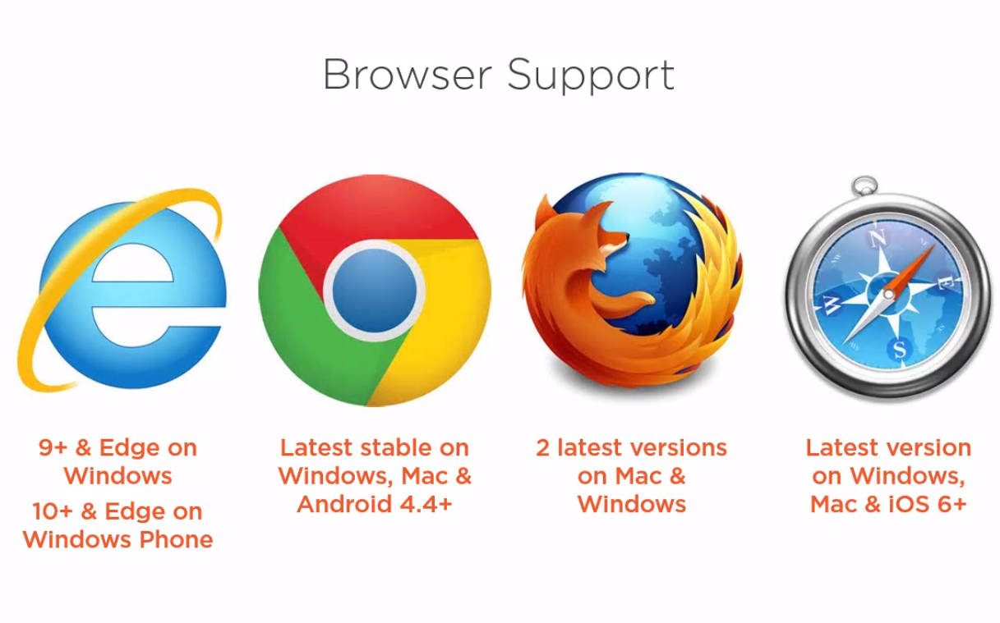 Browser Support
9+ & Edge on
Windows
10+ & Edge on
Windows Phone
Latest stable on
Windows, Mac &
Android 4.4+
2 latest versions
on Mac &
Windows
N
E
S
W
Latest version
on Windows,
Mac & iOS 6+